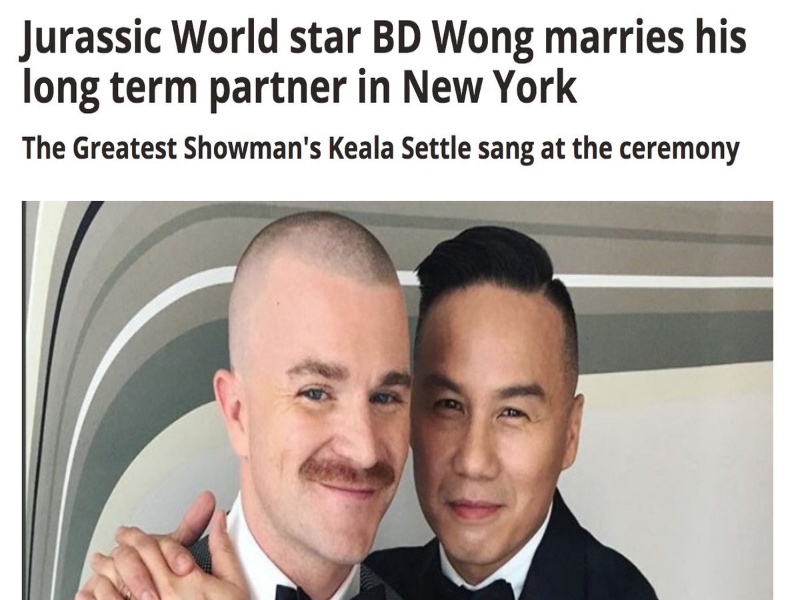 Jurassic World star BD Wong marries his
long term partner in New York
The Greatest Showman's Keala Settle sang at the ceremony